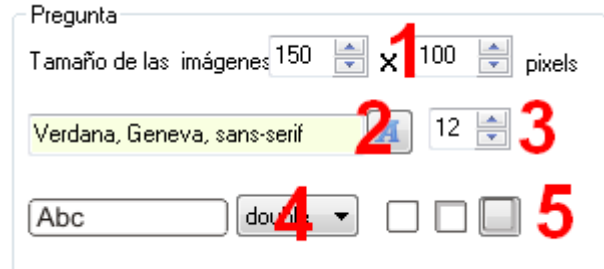 Pregunta
Tamaño de las imágenes 150 x 1 100 pixels
Verdana, Geneva, sans-serif 2 A 12 3
Abc double 4 5